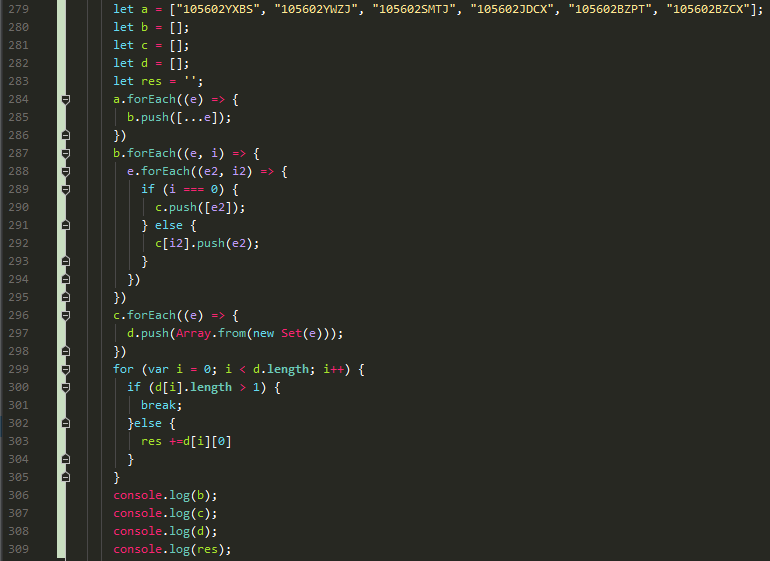 279 let a = ["105602YXBS", "105602YWZJ", "105602SMTJ", "105602JDCX", "105602BZPT", "105602BZCX"];
280 let b = [];
281 let c = [];
282 let d = [];
283 let res = '';
284 a.forEach((e) => {
285 b.push([...e]);
286 })
287 b.forEach((e, i) => {
288 e.forEach((e2, i2) => {
289 if (i === 0) {
290 c.push([e2]);
291 } else {
292 c[i2].push(e2);
293 }
294 })
295 })
296 c.forEach((e) => {
297 d.push(Array.from(new Set(e)));
298 })
299 for (var i = 0; i < d.length; i++) {
300 if (d[i].length > 1) {
301 break;
302 }else {
303 res +=d[i][0]
304 }
305 }
306 console.log(b);
307 console.log(c);
308 console.log(d);
309 console.log(res);